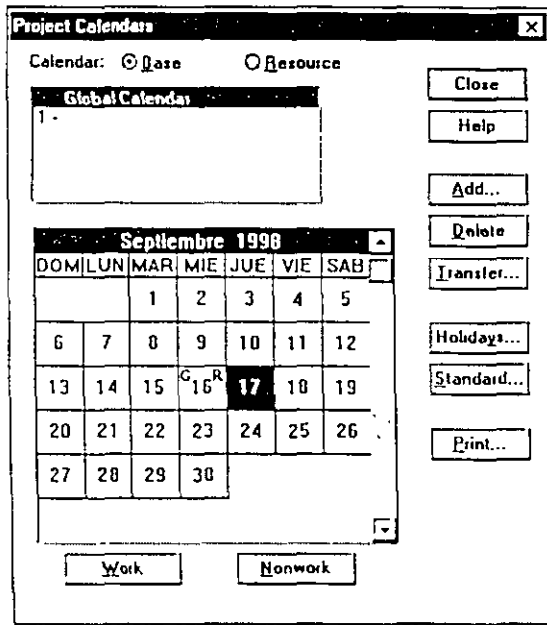 Project Calendars
Calendar: Base Resource
Close
Global Calendar
1 -
Help
Add...
Delete
Transfer...
Septiembre 1998
DOM LUN MAR MIE JUE VIE SAB
1 2 3 4 5
6 7 8 9 10 11 12
Holidays...
13 14 15 G 16 R 17 18 19
Standard...
20 21 22 23 24 25 26
Print...
27 28 29 30
Work Nonwork